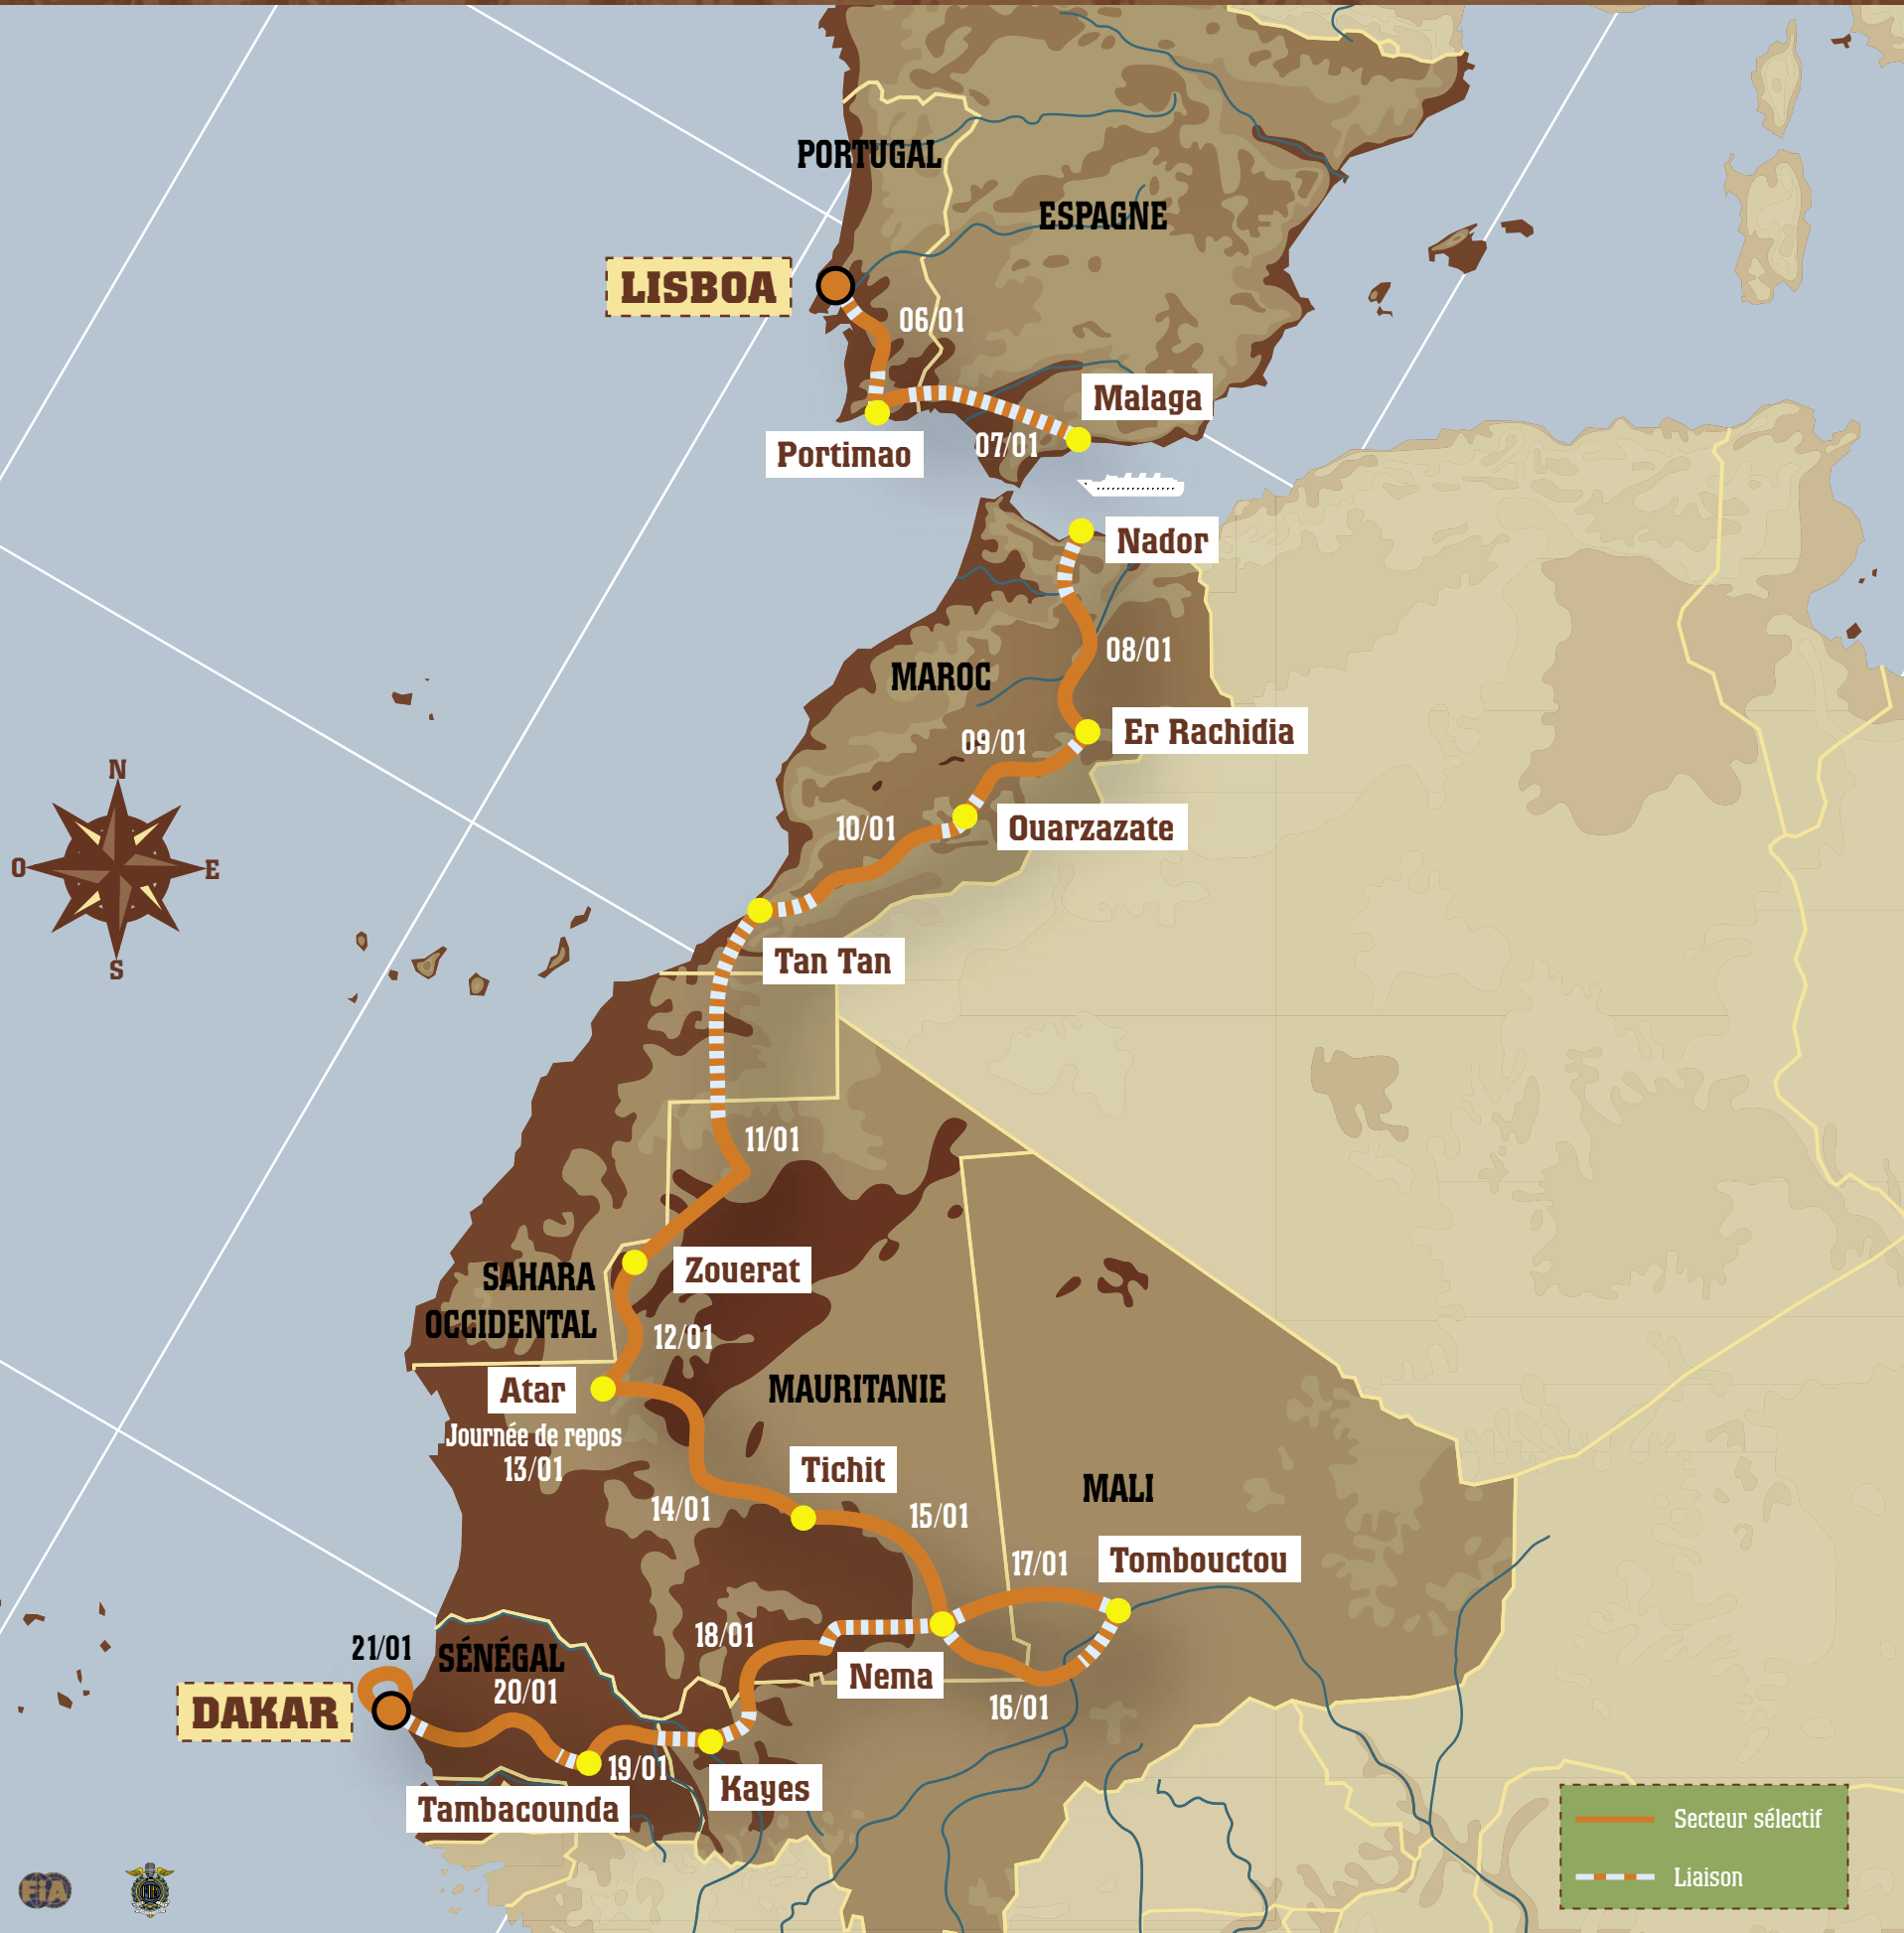 PORTUGAL
ESPAGNE
LISBOA
06/01
Malaga
07/01
Portimao
Nador
08/01
MAROC
Er Rachidia
09/01
Ouarzazate
10/01
N
O
E
S
Tan Tan
11/01
Zouerat
SAHARA
OCCIDENTAL
12/01
Atar
MAURITANIE
Journée de repos
13/01
Tichit
14/01
15/01
MALI
17/01
Tombouctou
18/01
21/01
SÉNÉGAL
Nema
20/01
16/01
DAKAR
19/01
Kayes
Tambacounda
Secteur sélectif
Liaison
FIA